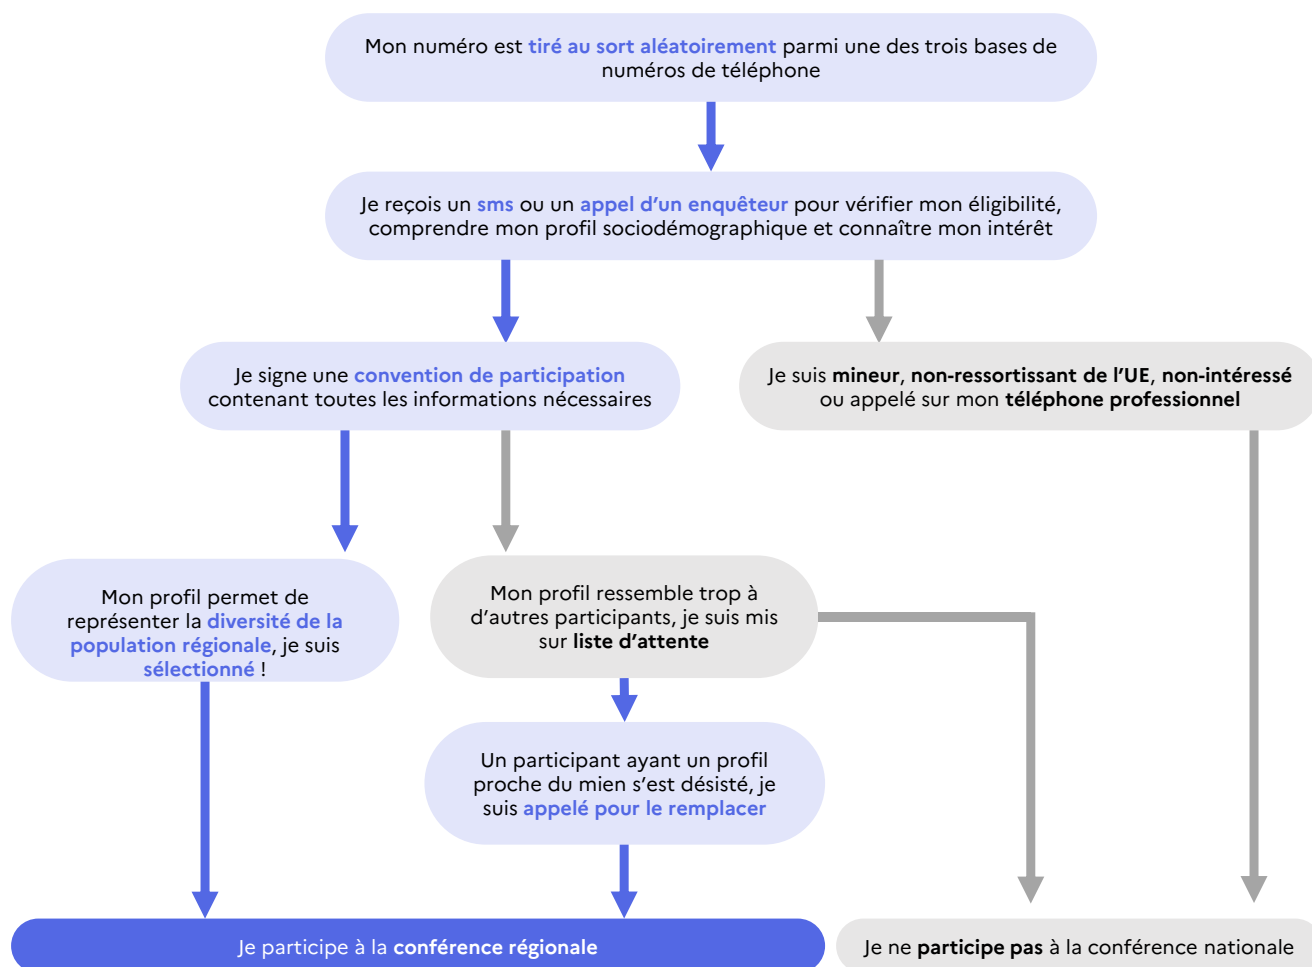 Mon numéro est tiré au sort aléatoirement parmi une des trois bases de
numéros de téléphone
Je reçois un sms ou un appel d’un enquêteur pour vérifier mon éligibilité,
comprendre mon profil sociodémographique et connaître mon intérêt
Je signe une convention de participation
contenant toutes les informations nécessaires
Je suis mineur, non-ressortissant de l’UE, non-intéressé
ou appelé sur mon téléphone professionnel
Mon profil permet de
représenter la diversité de la
population régionale, je suis
sélectionné !
Mon profil ressemble trop à
d’autres participants, je suis mis
sur liste d’attente
Un participant ayant un profil
proche du mien s’est désisté, je
suis appelé pour le remplacer
Je participe à la conférence régionale
Je ne participe pas à la conférence nationale